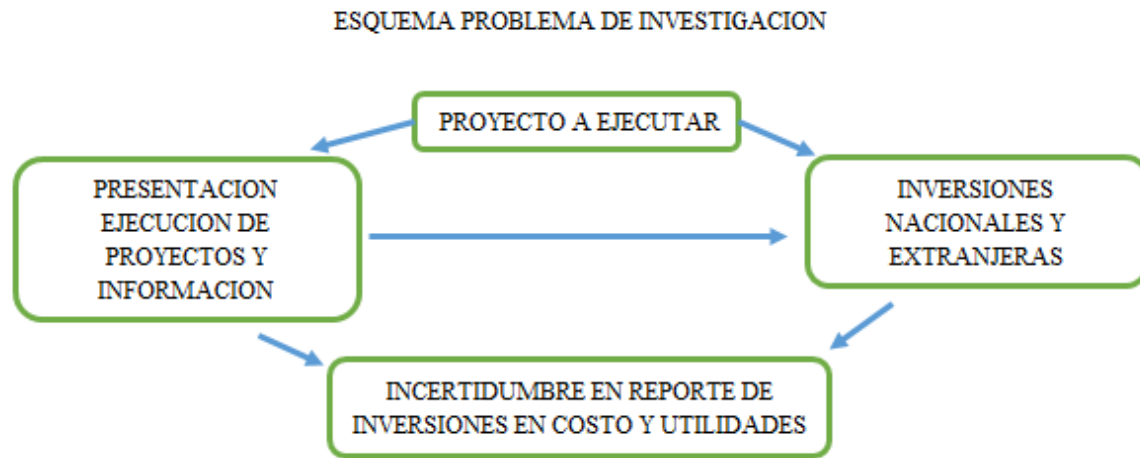 ESQUEMA PROBLEMA DE INVESTIGACION
PROYECTO A EJECUTAR
PRESENTACION
EJECUCION DE
PROYECTOS Y
INFORMACION
INVERSIONES
NACIONALES Y
EXTRANJERAS
INCERTIDUMBRE EN REPORTE DE
INVERSIONES EN COSTO Y UTILIDADES